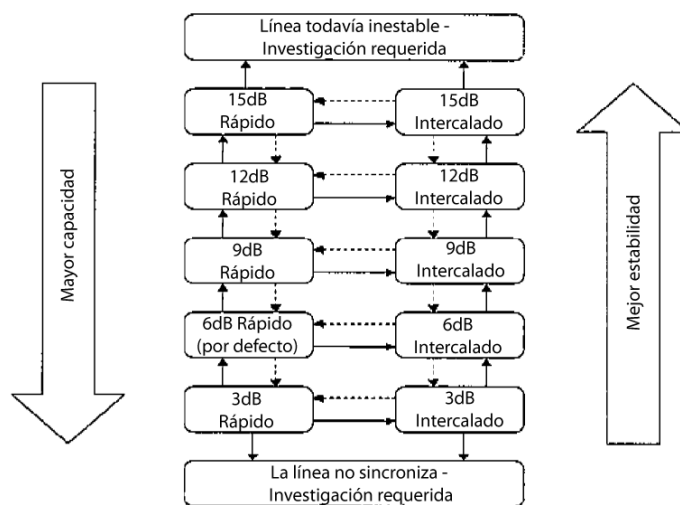 Línea todavía inestable -
Investigación requerida
15dB
Rápido
15dB
Intercalado
12dB
Rápido
12dB
Intercalado
9dB
Rápido
9dB
Intercalado
6dB Rápido
(por defecto)
6dB
Intercalado
3dB
Rápido
3dB
Intercalado
La línea no sincroniza -
Investigación requerida
Mayor capacidad
Mejor estabilidad